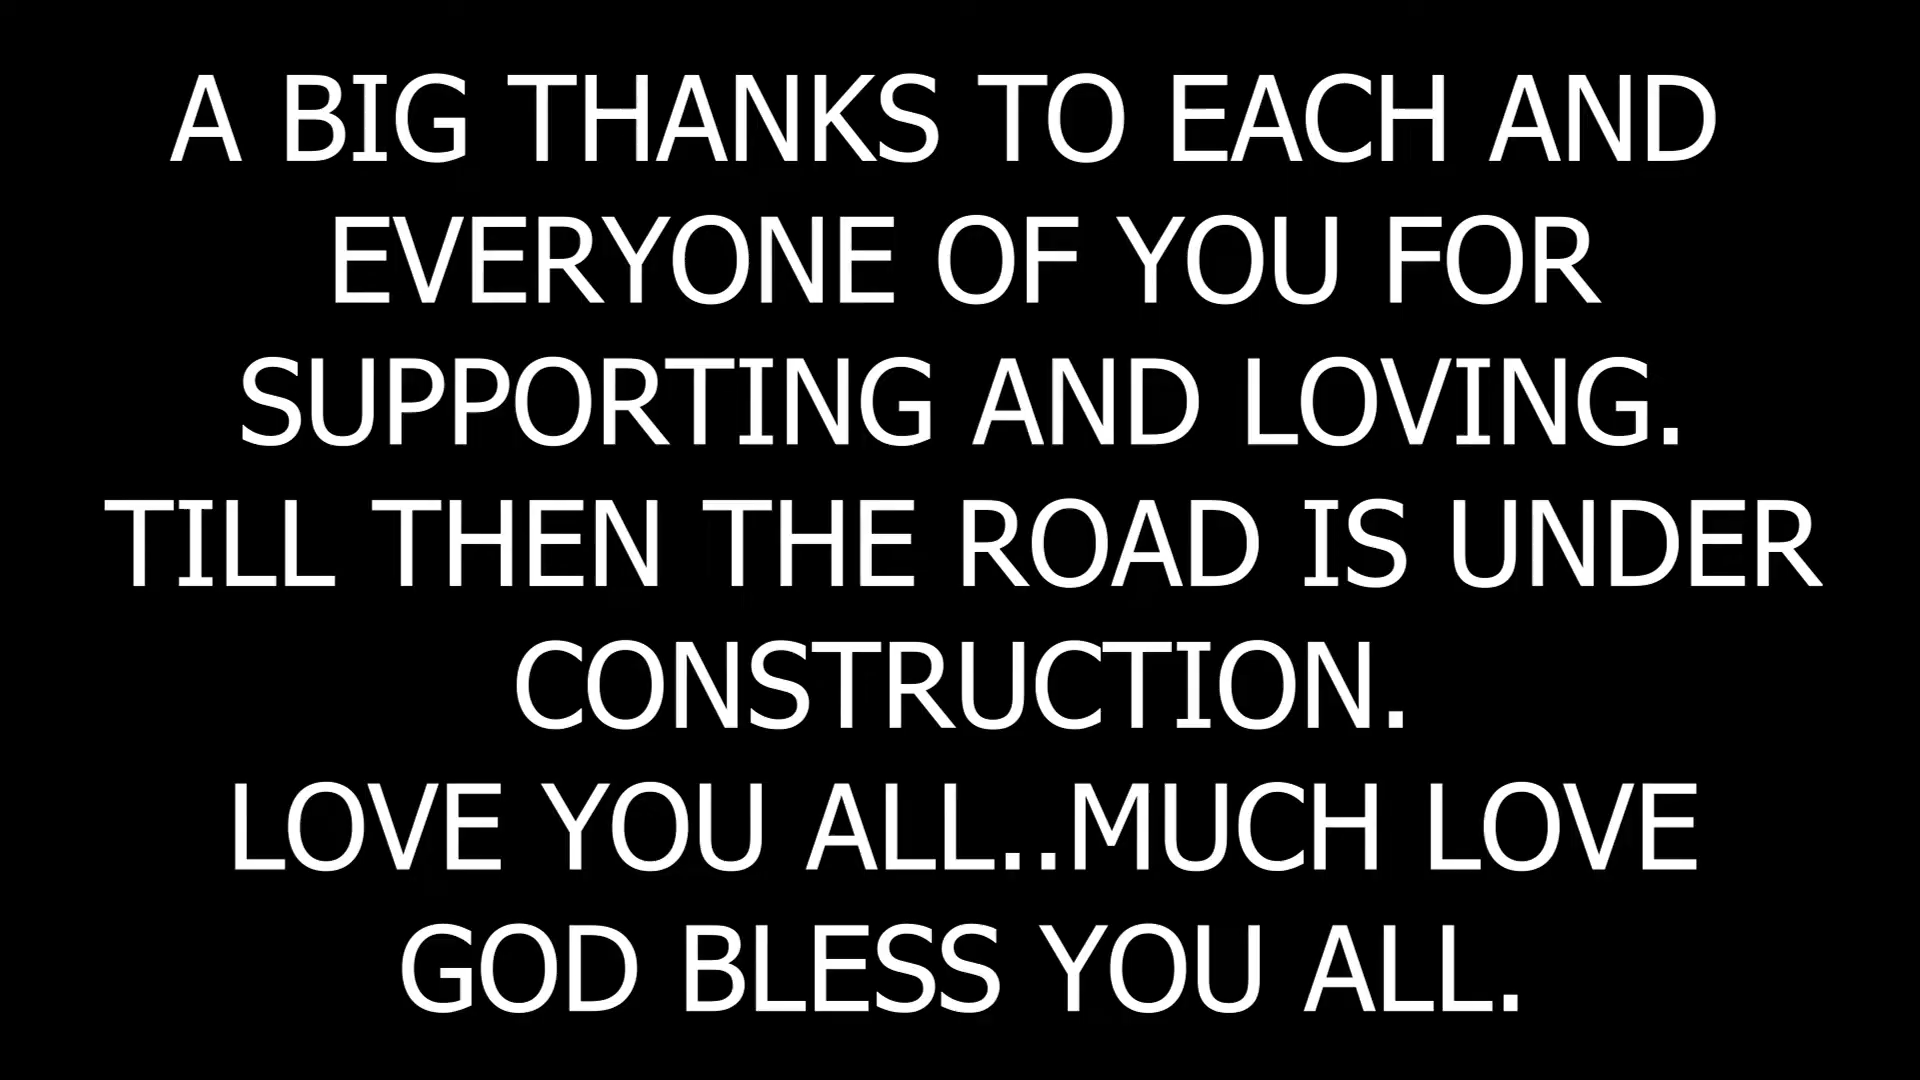 A BIG THANKS TO EACH AND
EVERYONE OF YOU FOR
SUPPORTING AND LOVING.
TILL THEN THE ROAD IS UNDER
CONSTRUCTION.
LOVE YOU ALL..MUCH LOVE
GOD BLESS YOU ALL.